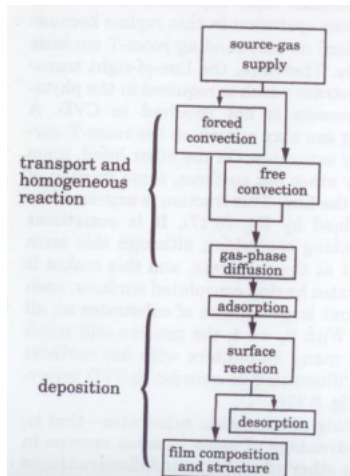 source-gas
supply
forced
convection
transport and
homogeneous
reaction
free
convection
gas-phase
diffusion
adsorption
surface
reaction
deposition
desorption
film composition
and structure